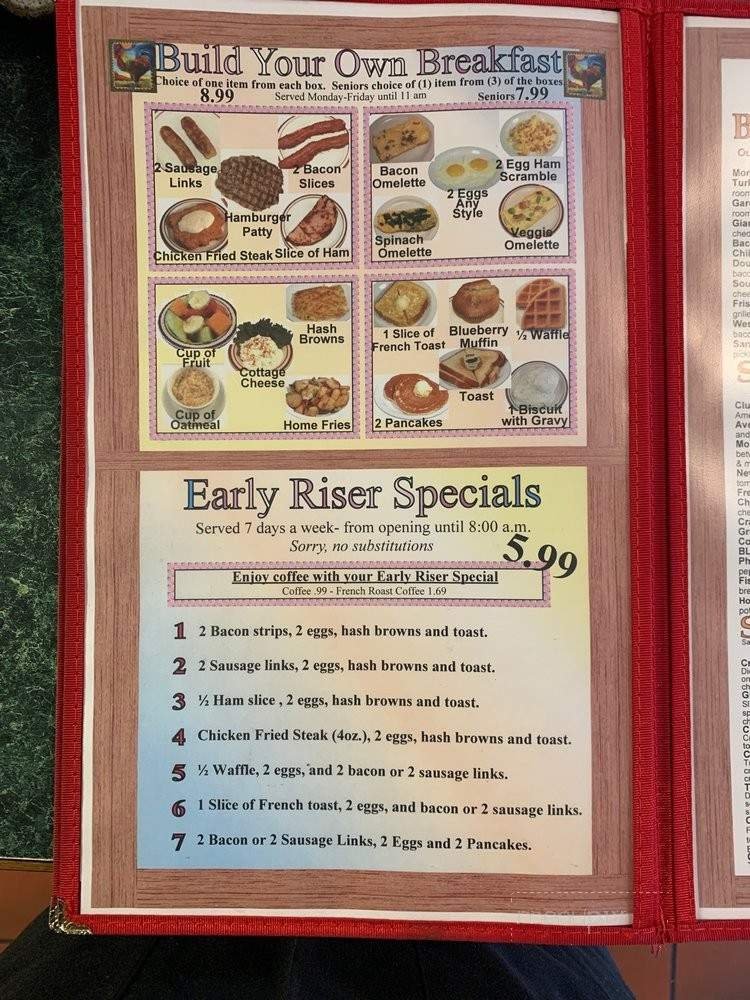 Build Your Own Breakfast
Choice of one item from each box. Seniors choice of (1) item from (3) of the boxes
8.99 Served Monday-Friday until 11 am Seniors 7.99
2 Sausage Links
2 Bacon Slices
Hamburger Patty
Chicken Fried Steak
Slice of Ham
Bacon Omelette
2 Egg Ham Scramble
2 Eggs Any Style
Spinach Omelette
Veggie Omelette
Cup of Fruit
Hash Browns
Cottage Cheese
Cup of Oatmeal
Home Fries
1 Slice of French Toast
Blueberry Muffin
½ Waffle
Toast
2 Pancakes
1 Biscuit with Gravy
Early Riser Specials
Served 7 days a week- from opening until 8:00 a.m.
Sorry, no substitutions
5.99
Enjoy coffee with your Early Riser Special
Coffee .99 - French Roast Coffee 1.69
1 2 Bacon strips, 2 eggs, hash browns and toast.
2 2 Sausage links, 2 eggs, hash browns and toast.
3 ½ Ham slice , 2 eggs, hash browns and toast.
4 Chicken Fried Steak (4oz.), 2 eggs, hash browns and toast.
5 ½ Waffle, 2 eggs, and 2 bacon or 2 sausage links.
6 1 Slice of French toast, 2 eggs, and bacon or 2 sausage links.
7 2 Bacon or 2 Sausage Links, 2 Eggs and 2 Pancakes.